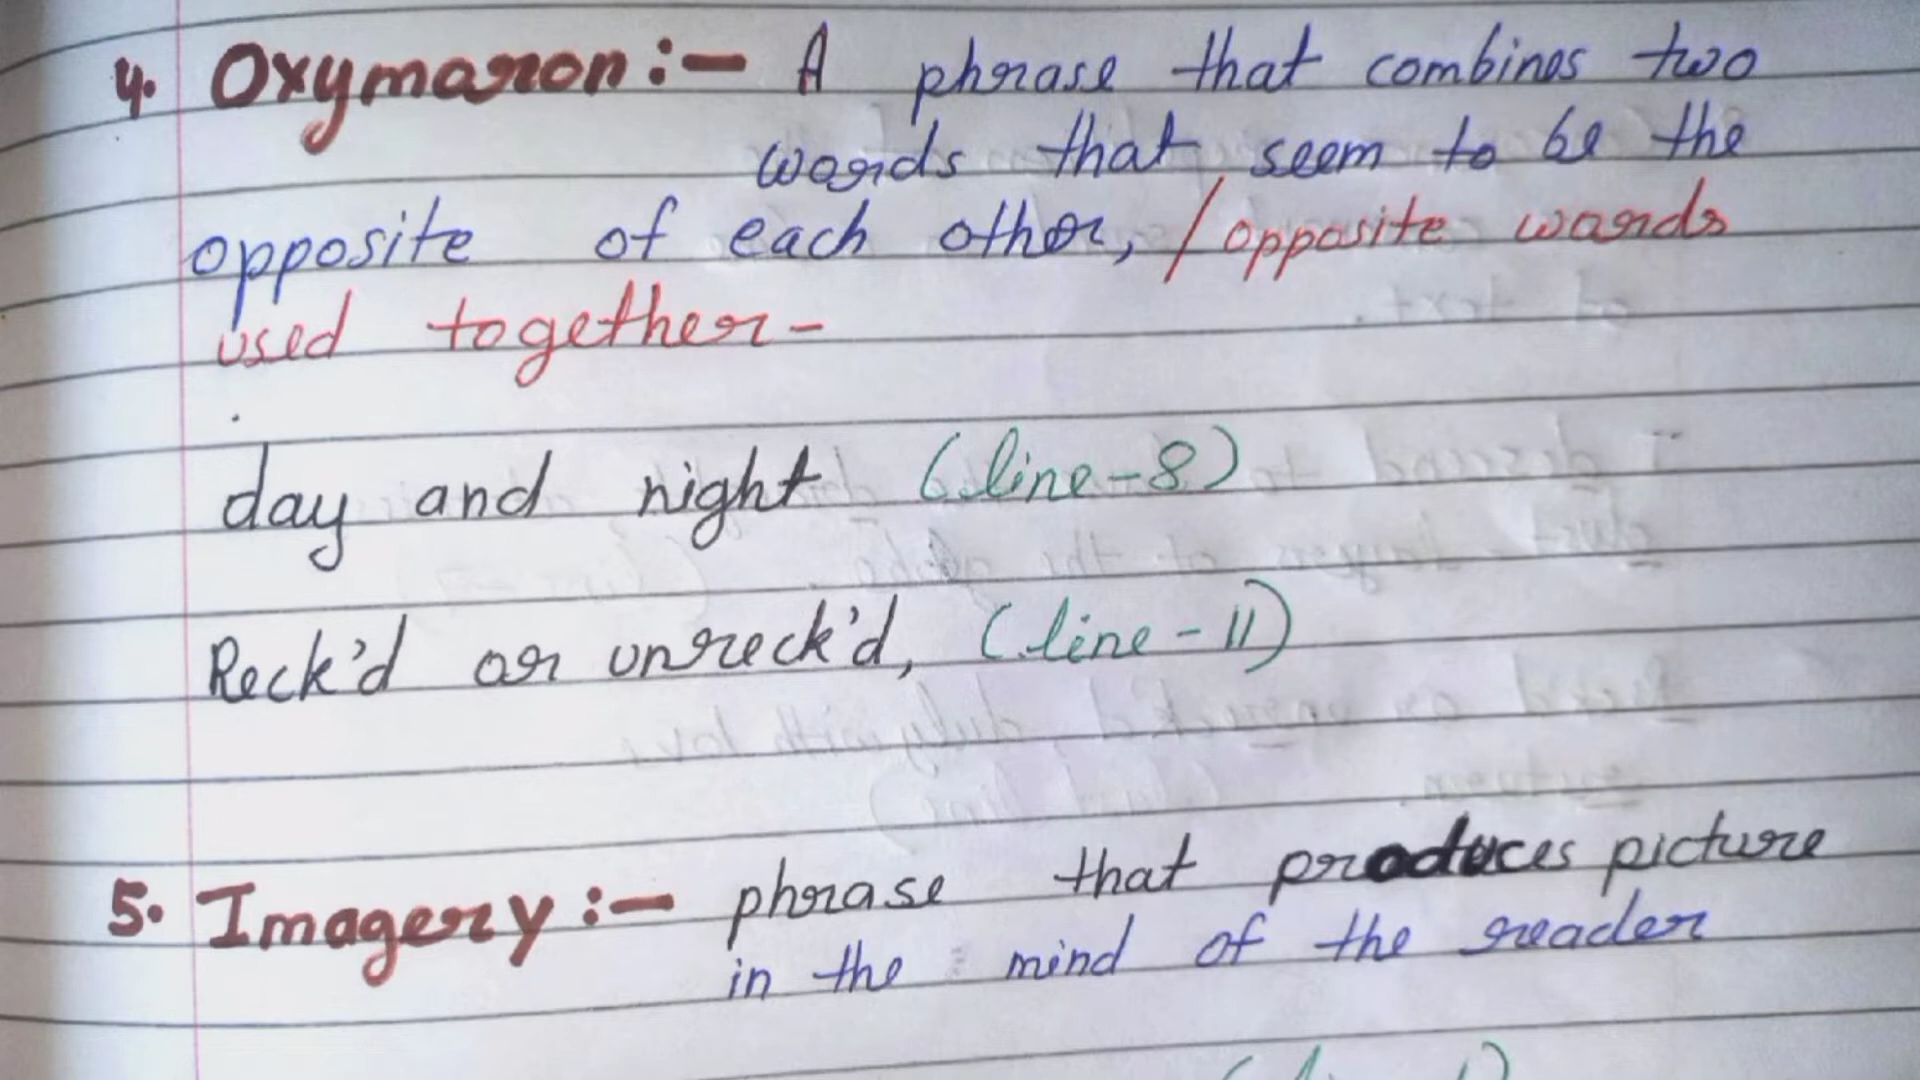 4. Oxymoron :- A phrase that combines two
words that seem to be the
opposite of each other, / opposite words
used together-
day and night (line-8)
Reck'd or unreck'd, (line-11)
5. Imagery :- phrase that produces picture
in the mind of the reader